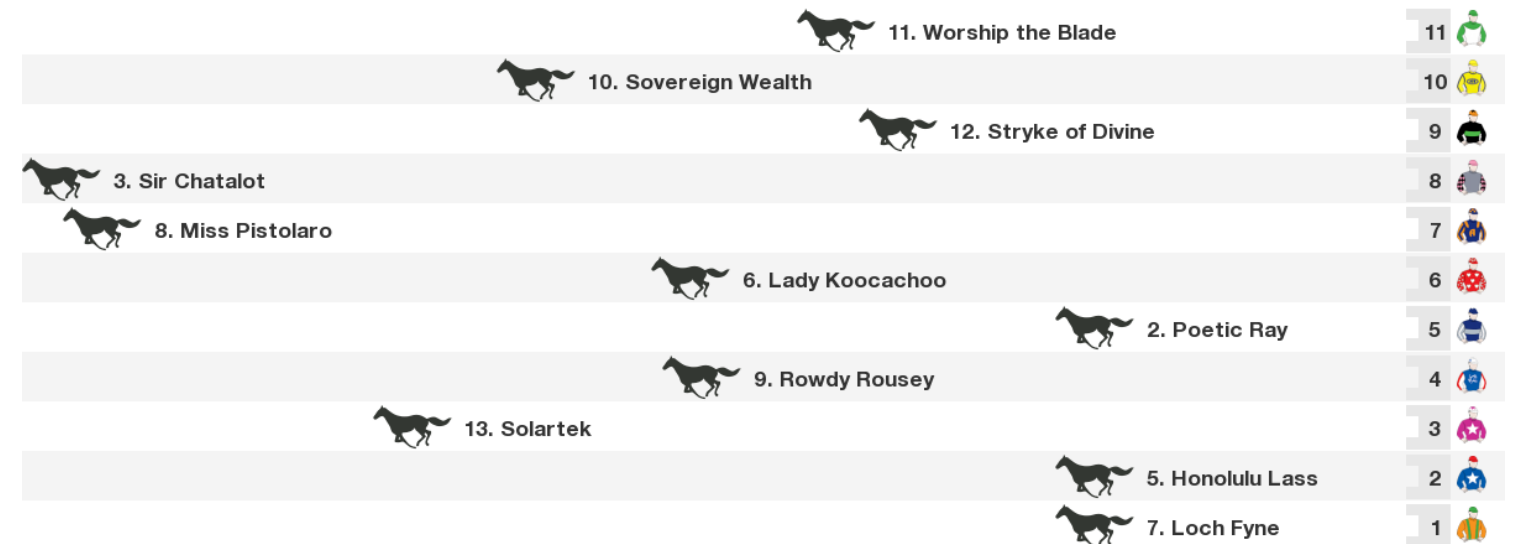 11. Worship the Blade 11
10. Sovereign Wealth 10
12. Stryke of Divine 9
3. Sir Chatalot 8
8. Miss Pistolaro 7
6. Lady Koocachoo 6
2. Poetic Ray 5
9. Rowdy Rousey 4
13. Solartek 3
5. Honolulu Lass 2
7. Loch Fyne 1